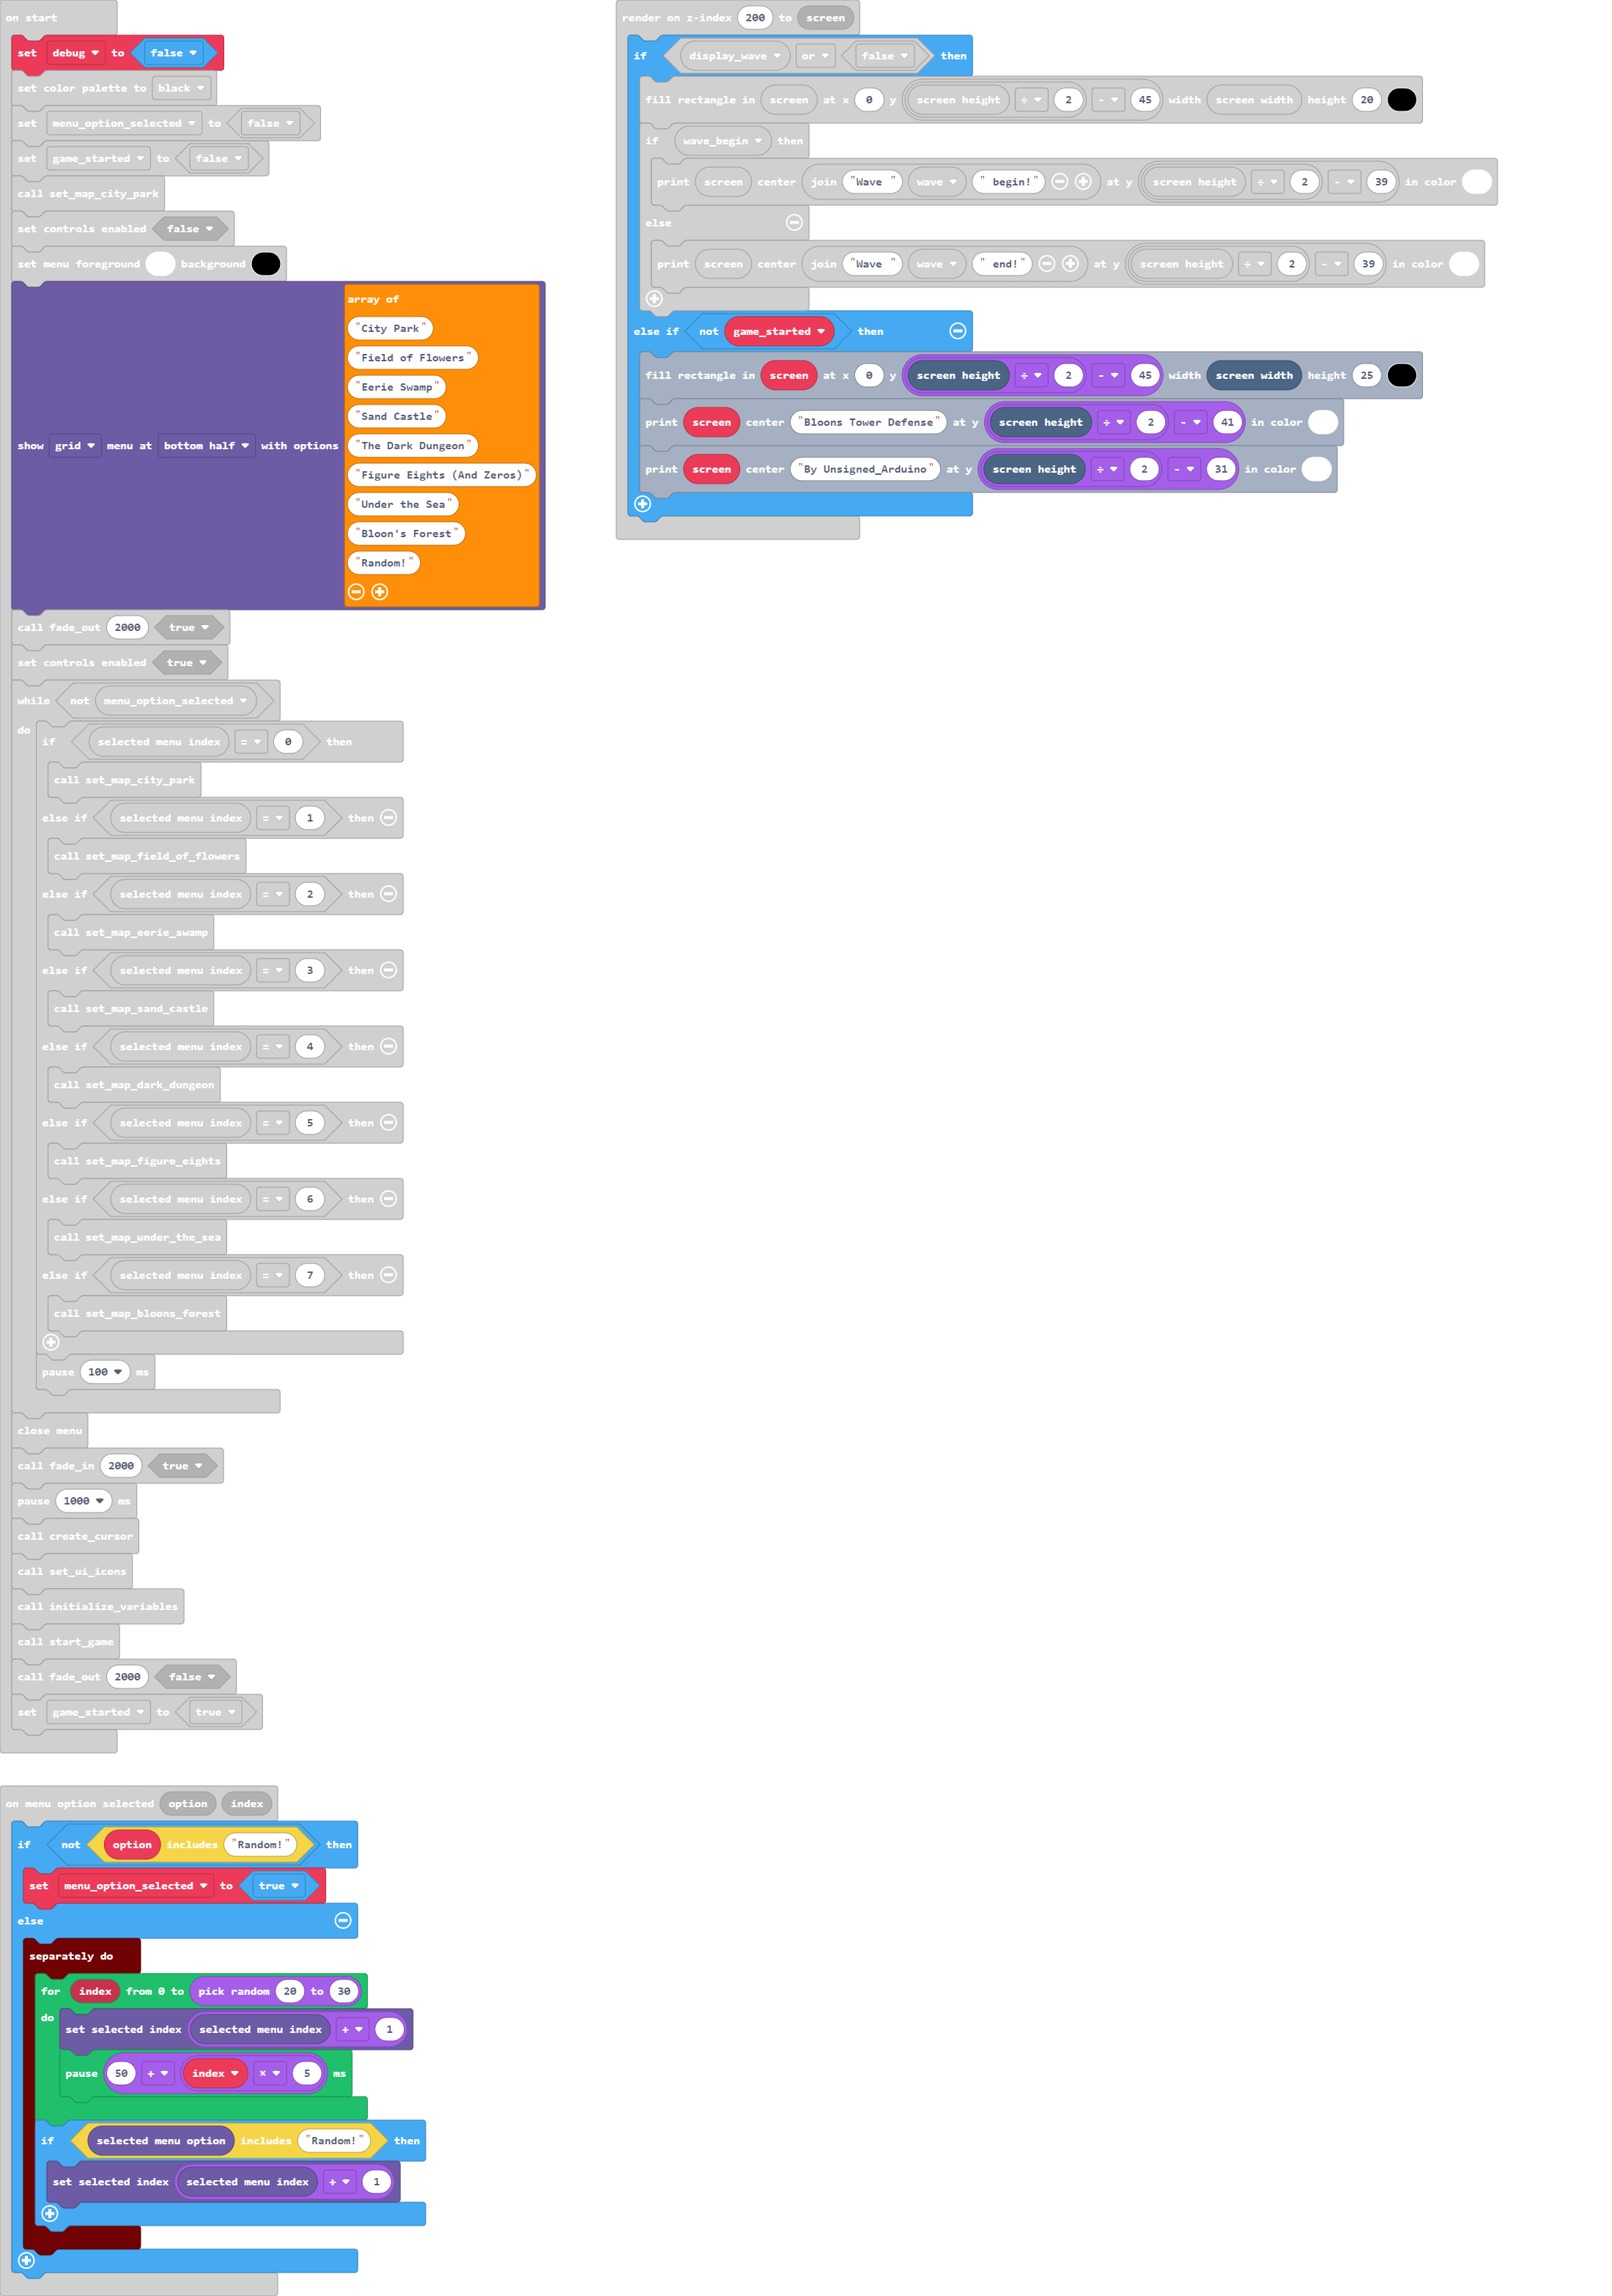 on start
set debug to false
set color palette to black
set menu_option_selected to false
set game_started to false
call set_map_city_park
set controls enabled false
set menu foreground background
show grid menu at bottom half with options
array of
"City Park"
"Field of Flowers"
"Eerie Swamp"
"Sand Castle"
"The Dark Dungeon"
"Figure Eights (And Zeros)"
"Under the Sea"
"Bloon's Forest"
"Random!"
call fade_out 2000 true
set controls enabled true
while not menu_option_selected
do
if selected menu index = 0 then
call set_map_city_park
else if selected menu index = 1 then
call set_map_field_of_flowers
else if selected menu index = 2 then
call set_map_eerie_swamp
else if selected menu index = 3 then
call set_map_sand_castle
else if selected menu index = 4 then
call set_map_dark_dungeon
else if selected menu index = 5 then
call set_map_figure_eights
else if selected menu index = 6 then
call set_map_under_the_sea
else if selected menu index = 7 then
call set_map_bloons_forest
pause 100 ms
close menu
call fade_in 2000 true
pause 1000 ms
call create_cursor
call set_ui_icons
call initialize_variables
call start_game
call fade_out 2000 false
set game_started to true
on menu option selected option index
if not option includes "Random!" then
set menu_option_selected to true
else
separately do
for index from 0 to pick random 20 to 30
do
set selected index selected menu index + 1
pause 50 + index × 5 ms
if selected menu option includes "Random!" then
set selected index selected menu index + 1
render on z-index 200 to screen
if display_wave or false then
fill rectangle in screen at x 0 y screen height ÷ 2 - 45 width screen width height 20
if wave_begin then
print screen center join "Wave " wave " begin!" at y screen height ÷ 2 - 39 in color
else
print screen center join "Wave " wave " end!" at y screen height ÷ 2 - 39 in color
else if not game_started then
fill rectangle in screen at x 0 y screen height ÷ 2 - 45 width screen width height 25
print screen center "Bloons Tower Defense" at y screen height ÷ 2 - 41 in color
print screen center "By Unsigned_Arduino" at y screen height ÷ 2 - 31 in color